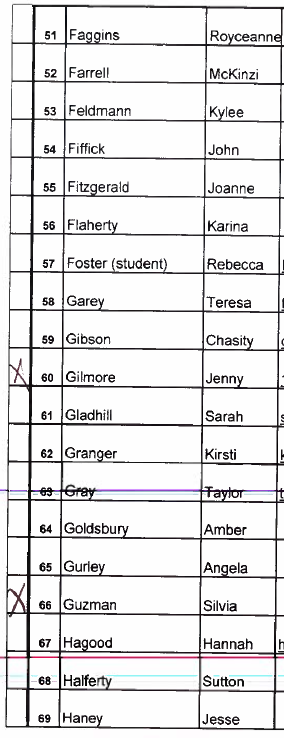 51 Faggins Royceanne
52 Farrell McKinzi
53 Feldmann Kylee
54 Fiffick John
55 Fitzgerald Joanne
56 Flaherty Karina
57 Foster (student) Rebecca
58 Garey Teresa
59 Gibson Chasity
X 60 Gilmore Jenny
61 Gladhill Sarah
62 Granger Kirsti
63 Gray Taylor
64 Goldsbury Amber
65 Gurley Angela
X 66 Guzman Silvia
67 Hagood Hannah
68 Halferty Sutton
69 Haney Jesse